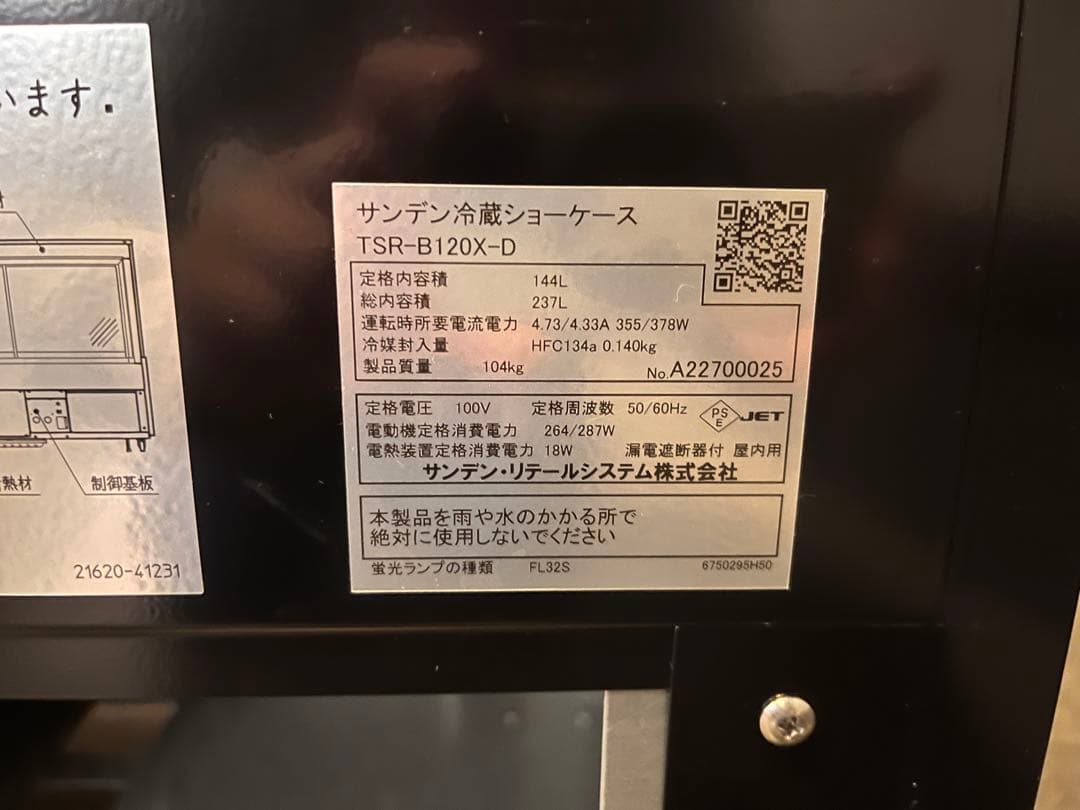 います.
熱材
制御基板
21620-41231
サンデン冷蔵ショーケース
TSR-B120X-D
定格内容積 144L
総内容積 237L
運転時所要電流電力 4.73/4.33A 355/378W
冷媒封入量 HFC134a 0.140kg
製品質量 104kg No.A22700025
定格電圧 100V 定格周波数 50/60Hz PSE JET
電動機定格消費電力 264/287W
電熱装置定格消費電力 18W 漏電遮断器付 屋内用
サンデン・リテールシステム株式会社
本製品を雨や水のかかる所で
絶対に使用しないでください
蛍光ランプの種類 FL32S 6750295H50